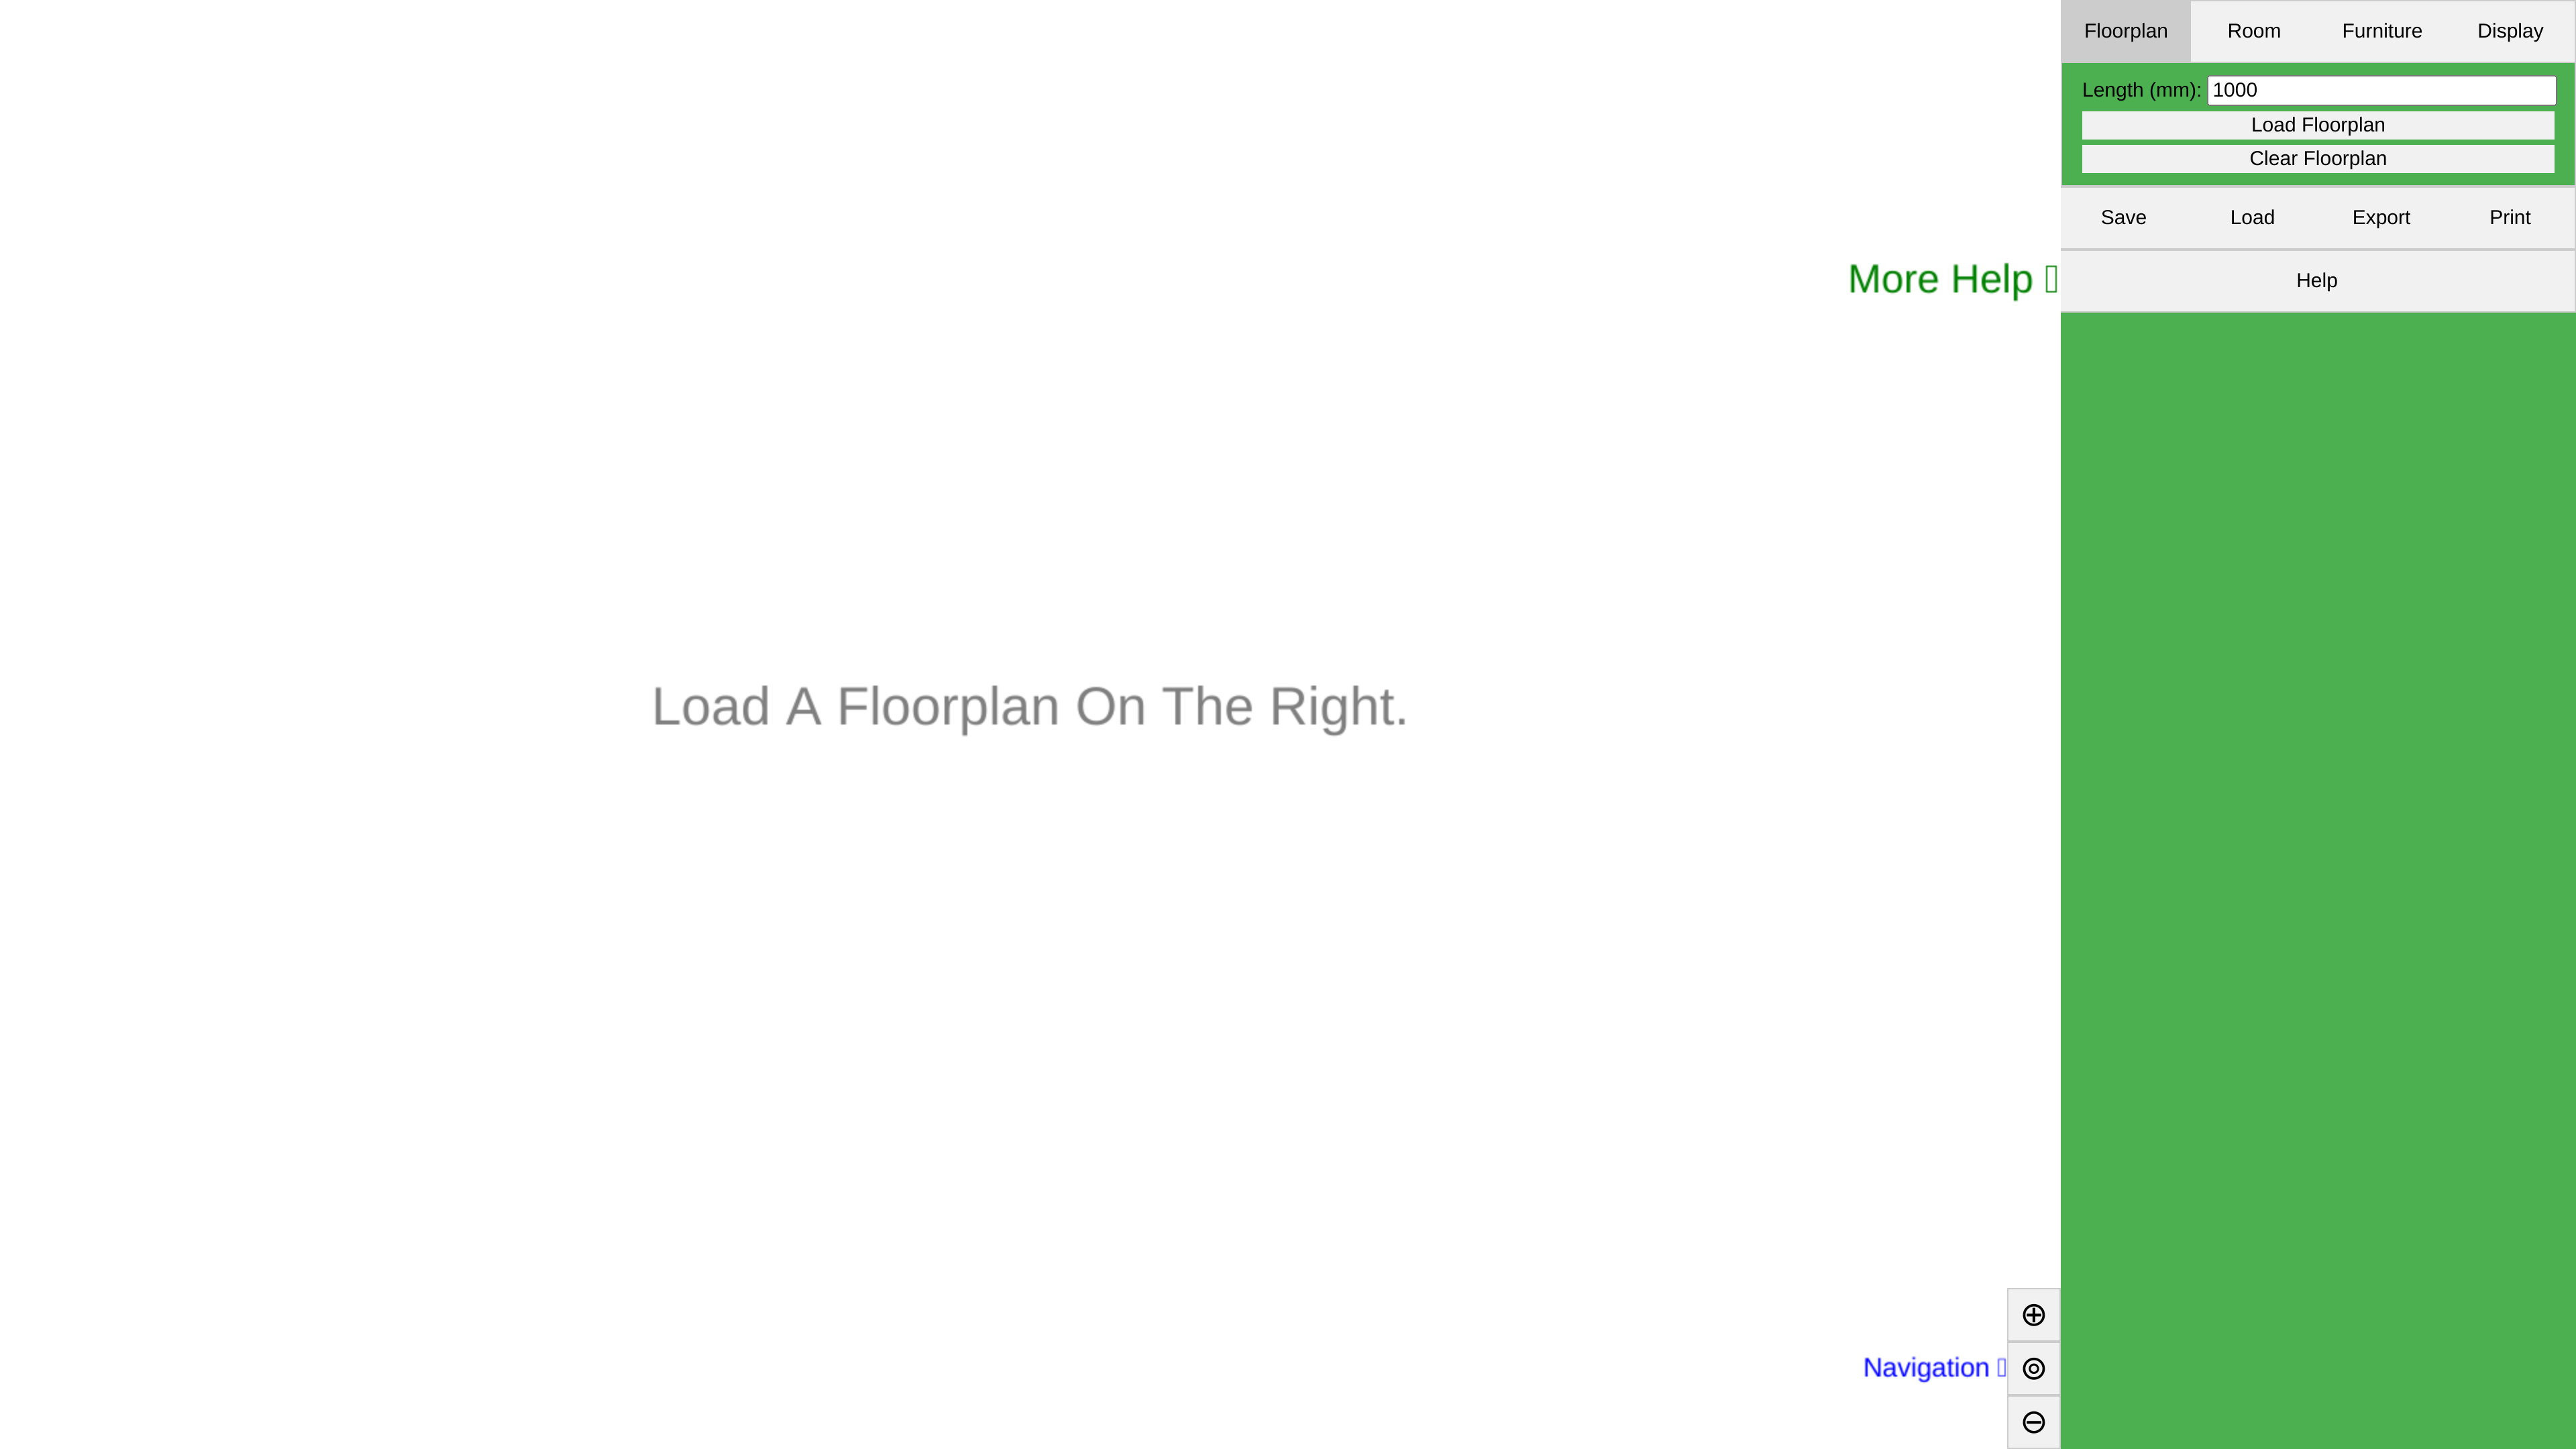 Floorplan Room Furniture Display
Length (mm): 1000
Load Floorplan
Clear Floorplan
Save Load Export Print
More Help
Help
Load A Floorplan On The Right.
Navigation